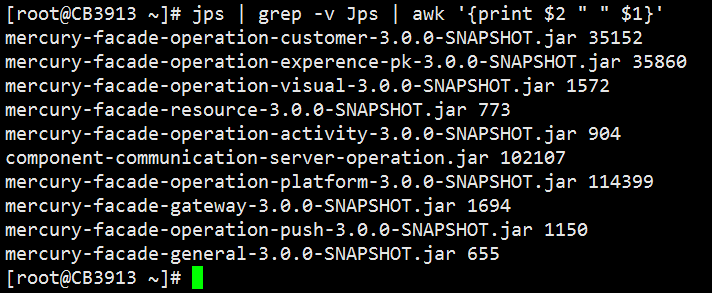 [root@CB3913 ~]# jps | grep -v Jps | awk '{print $2 " " $1}'
mercury-facade-operation-customer-3.0.0-SNAPSHOT.jar 35152
mercury-facade-operation-experence-pk-3.0.0-SNAPSHOT.jar 35860
mercury-facade-operation-visual-3.0.0-SNAPSHOT.jar 1572
mercury-facade-resource-3.0.0-SNAPSHOT.jar 773
mercury-facade-operation-activity-3.0.0-SNAPSHOT.jar 904
component-communication-server-operation.jar 102107
mercury-facade-operation-platform-3.0.0-SNAPSHOT.jar 114399
mercury-facade-gateway-3.0.0-SNAPSHOT.jar 1694
mercury-facade-operation-push-3.0.0-SNAPSHOT.jar 1150
mercury-facade-general-3.0.0-SNAPSHOT.jar 655
[root@CB3913 ~]#